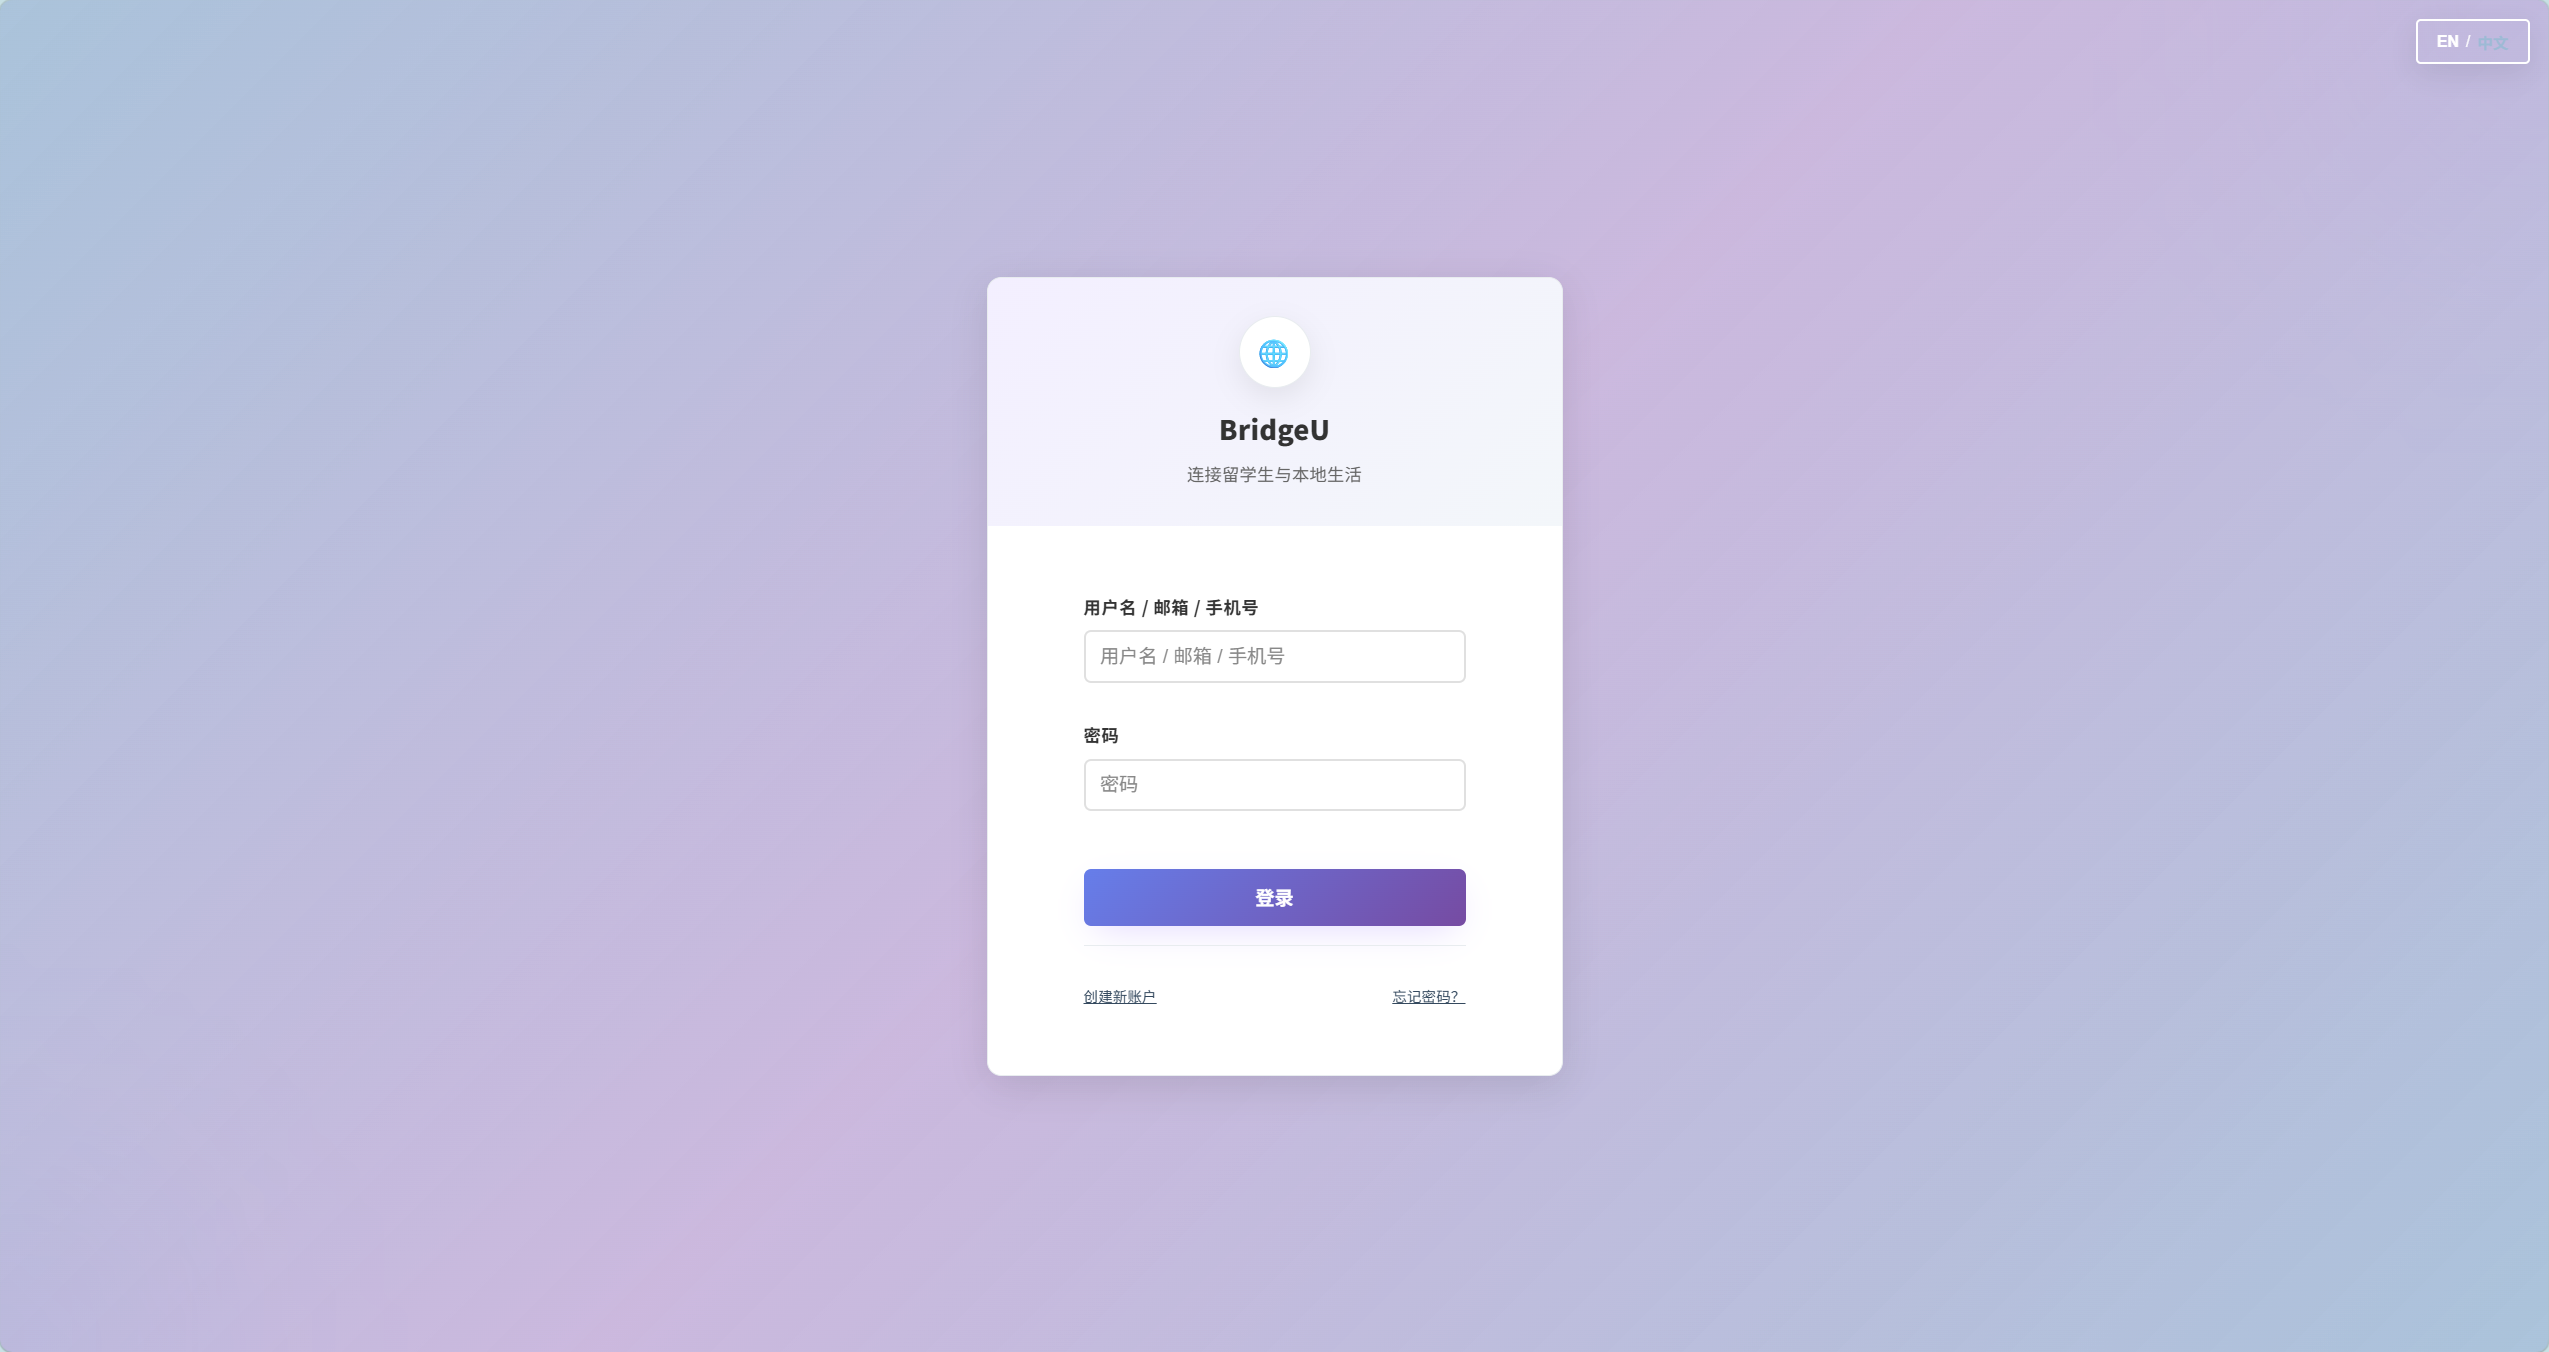 EN / 中文
BridgeU
连接留学生与本地生活
用户名 / 邮箱 / 手机号
用户名 / 邮箱 / 手机号
密码
密码
登录
创建新账户
忘记密码？